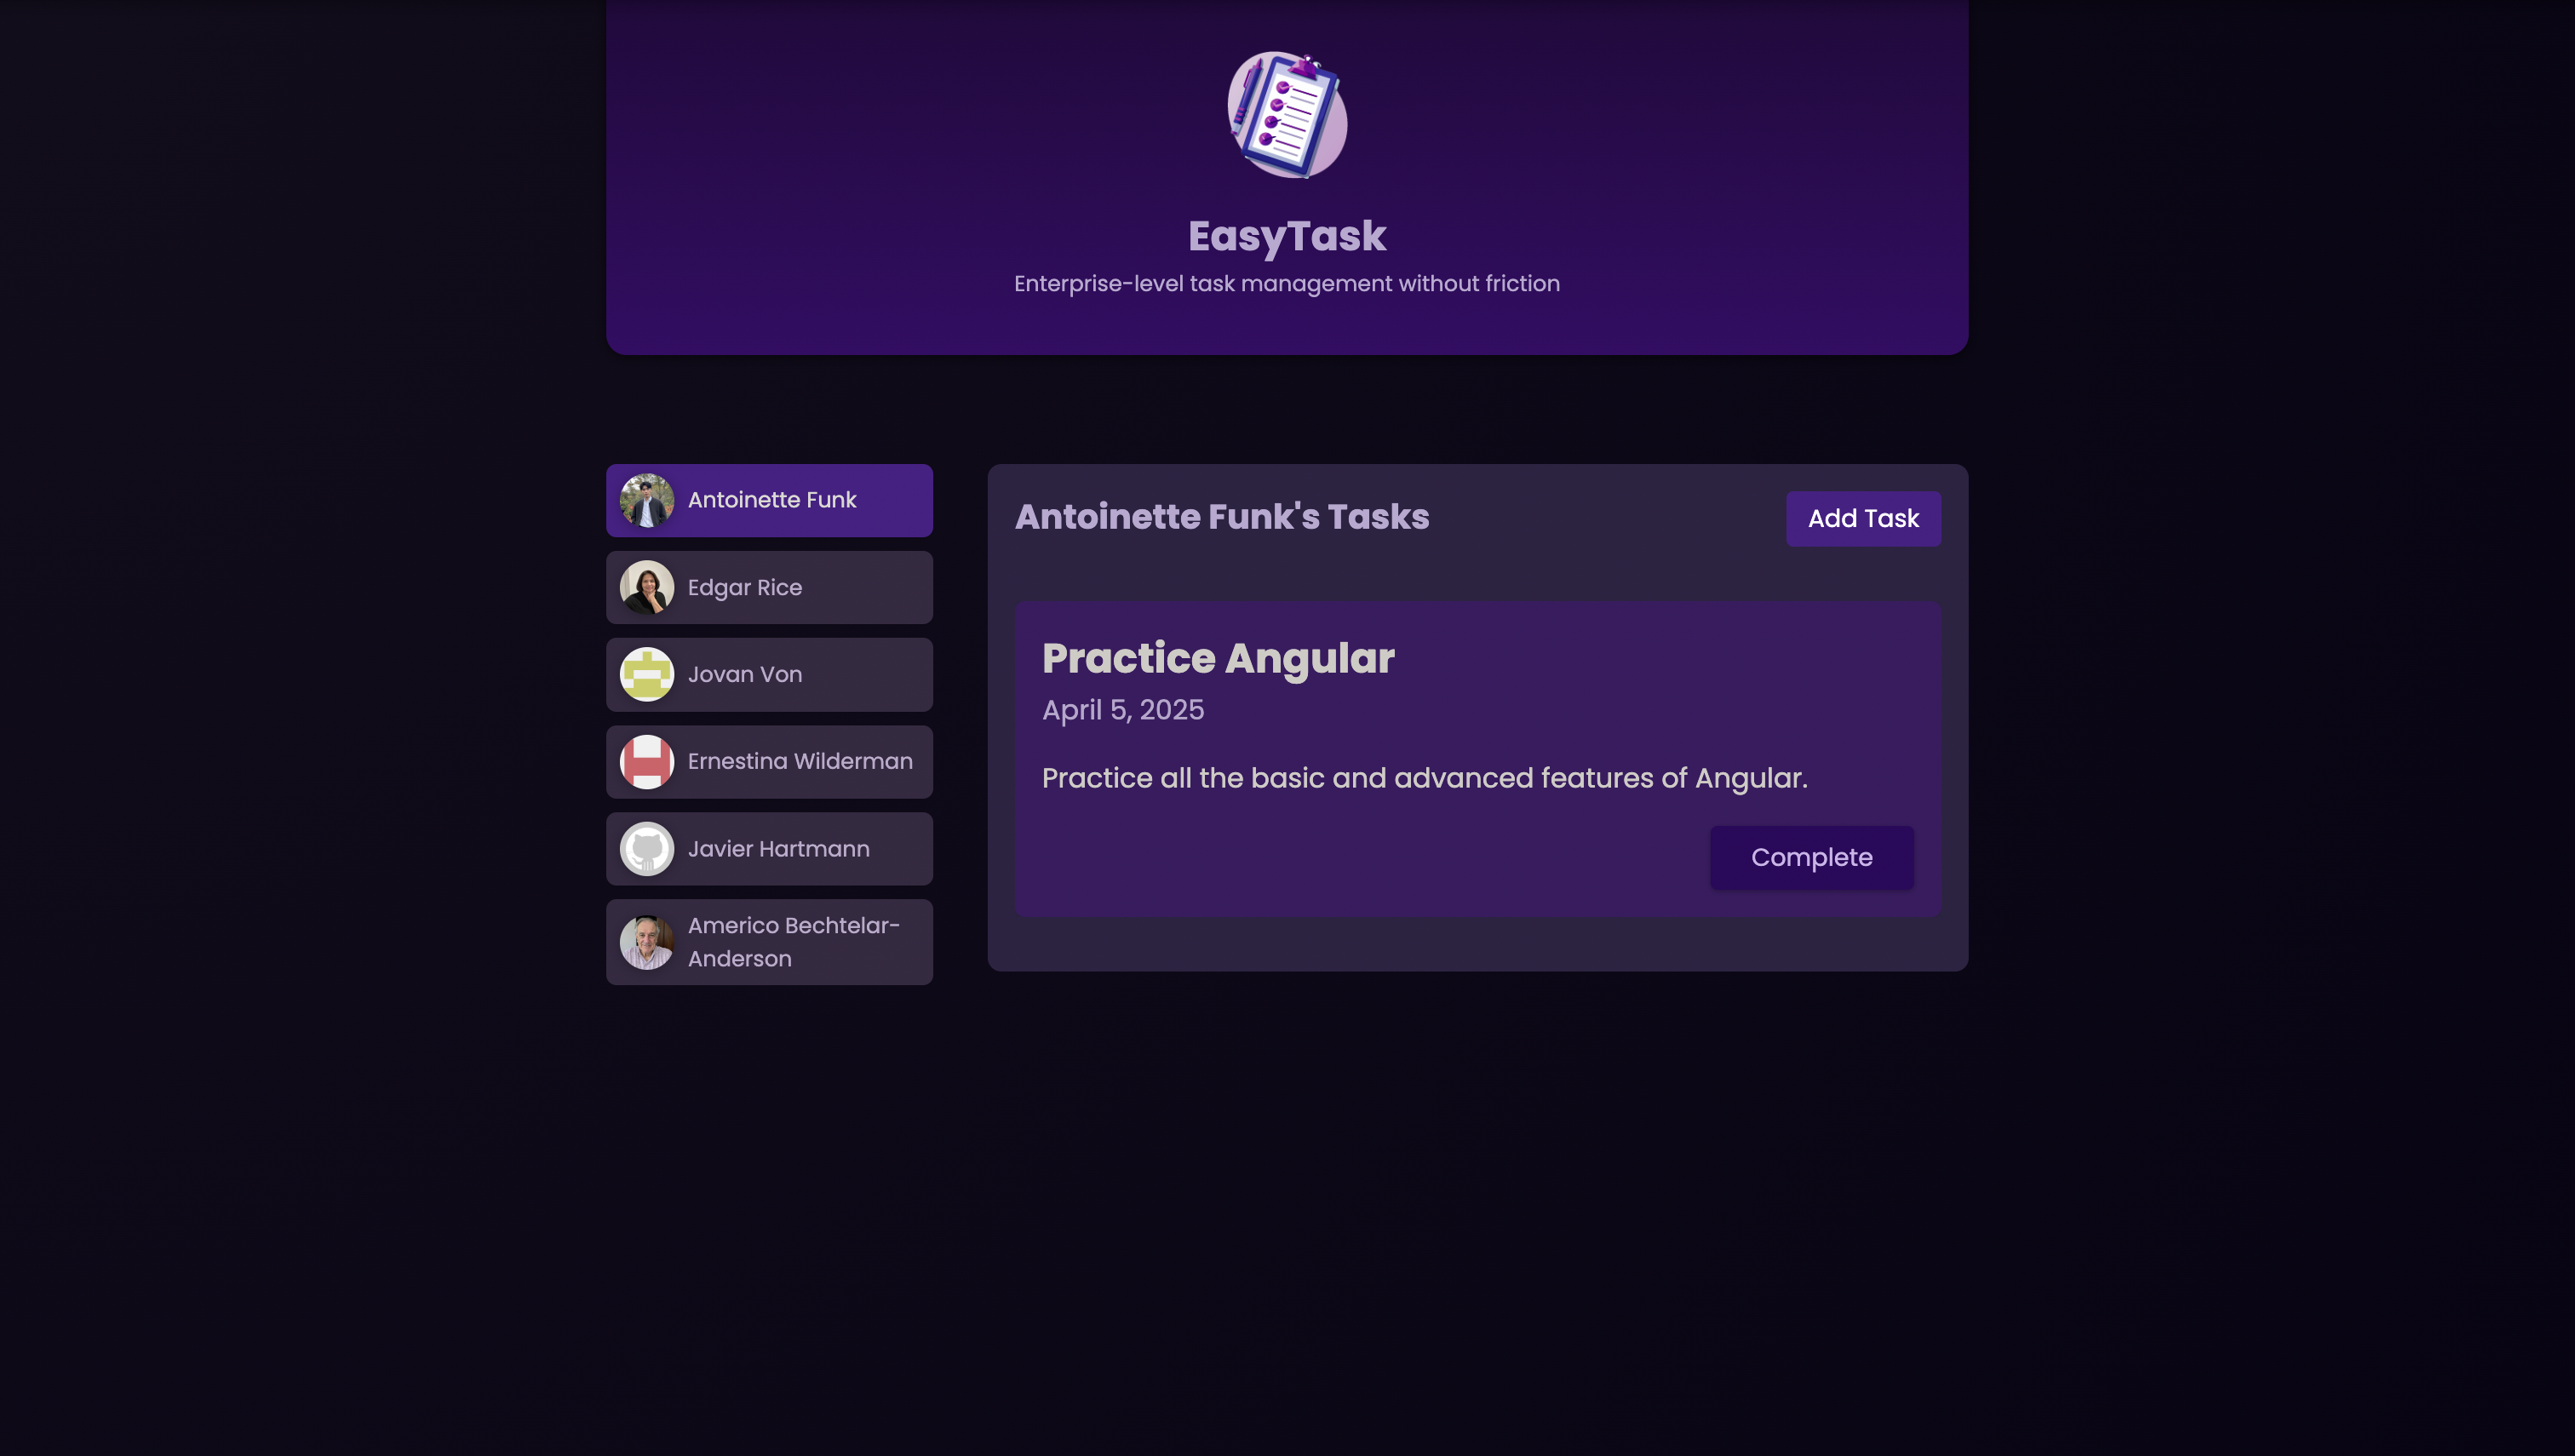 EasyTask
Enterprise-level task management without friction
Antoinette Funk
Edgar Rice
Jovan Von
Ernestina Wilderman
Javier Hartmann
Americo Bechtelar-
Anderson
Antoinette Funk's Tasks
Add Task
Practice Angular
April 5, 2025
Practice all the basic and advanced features of Angular.
Complete